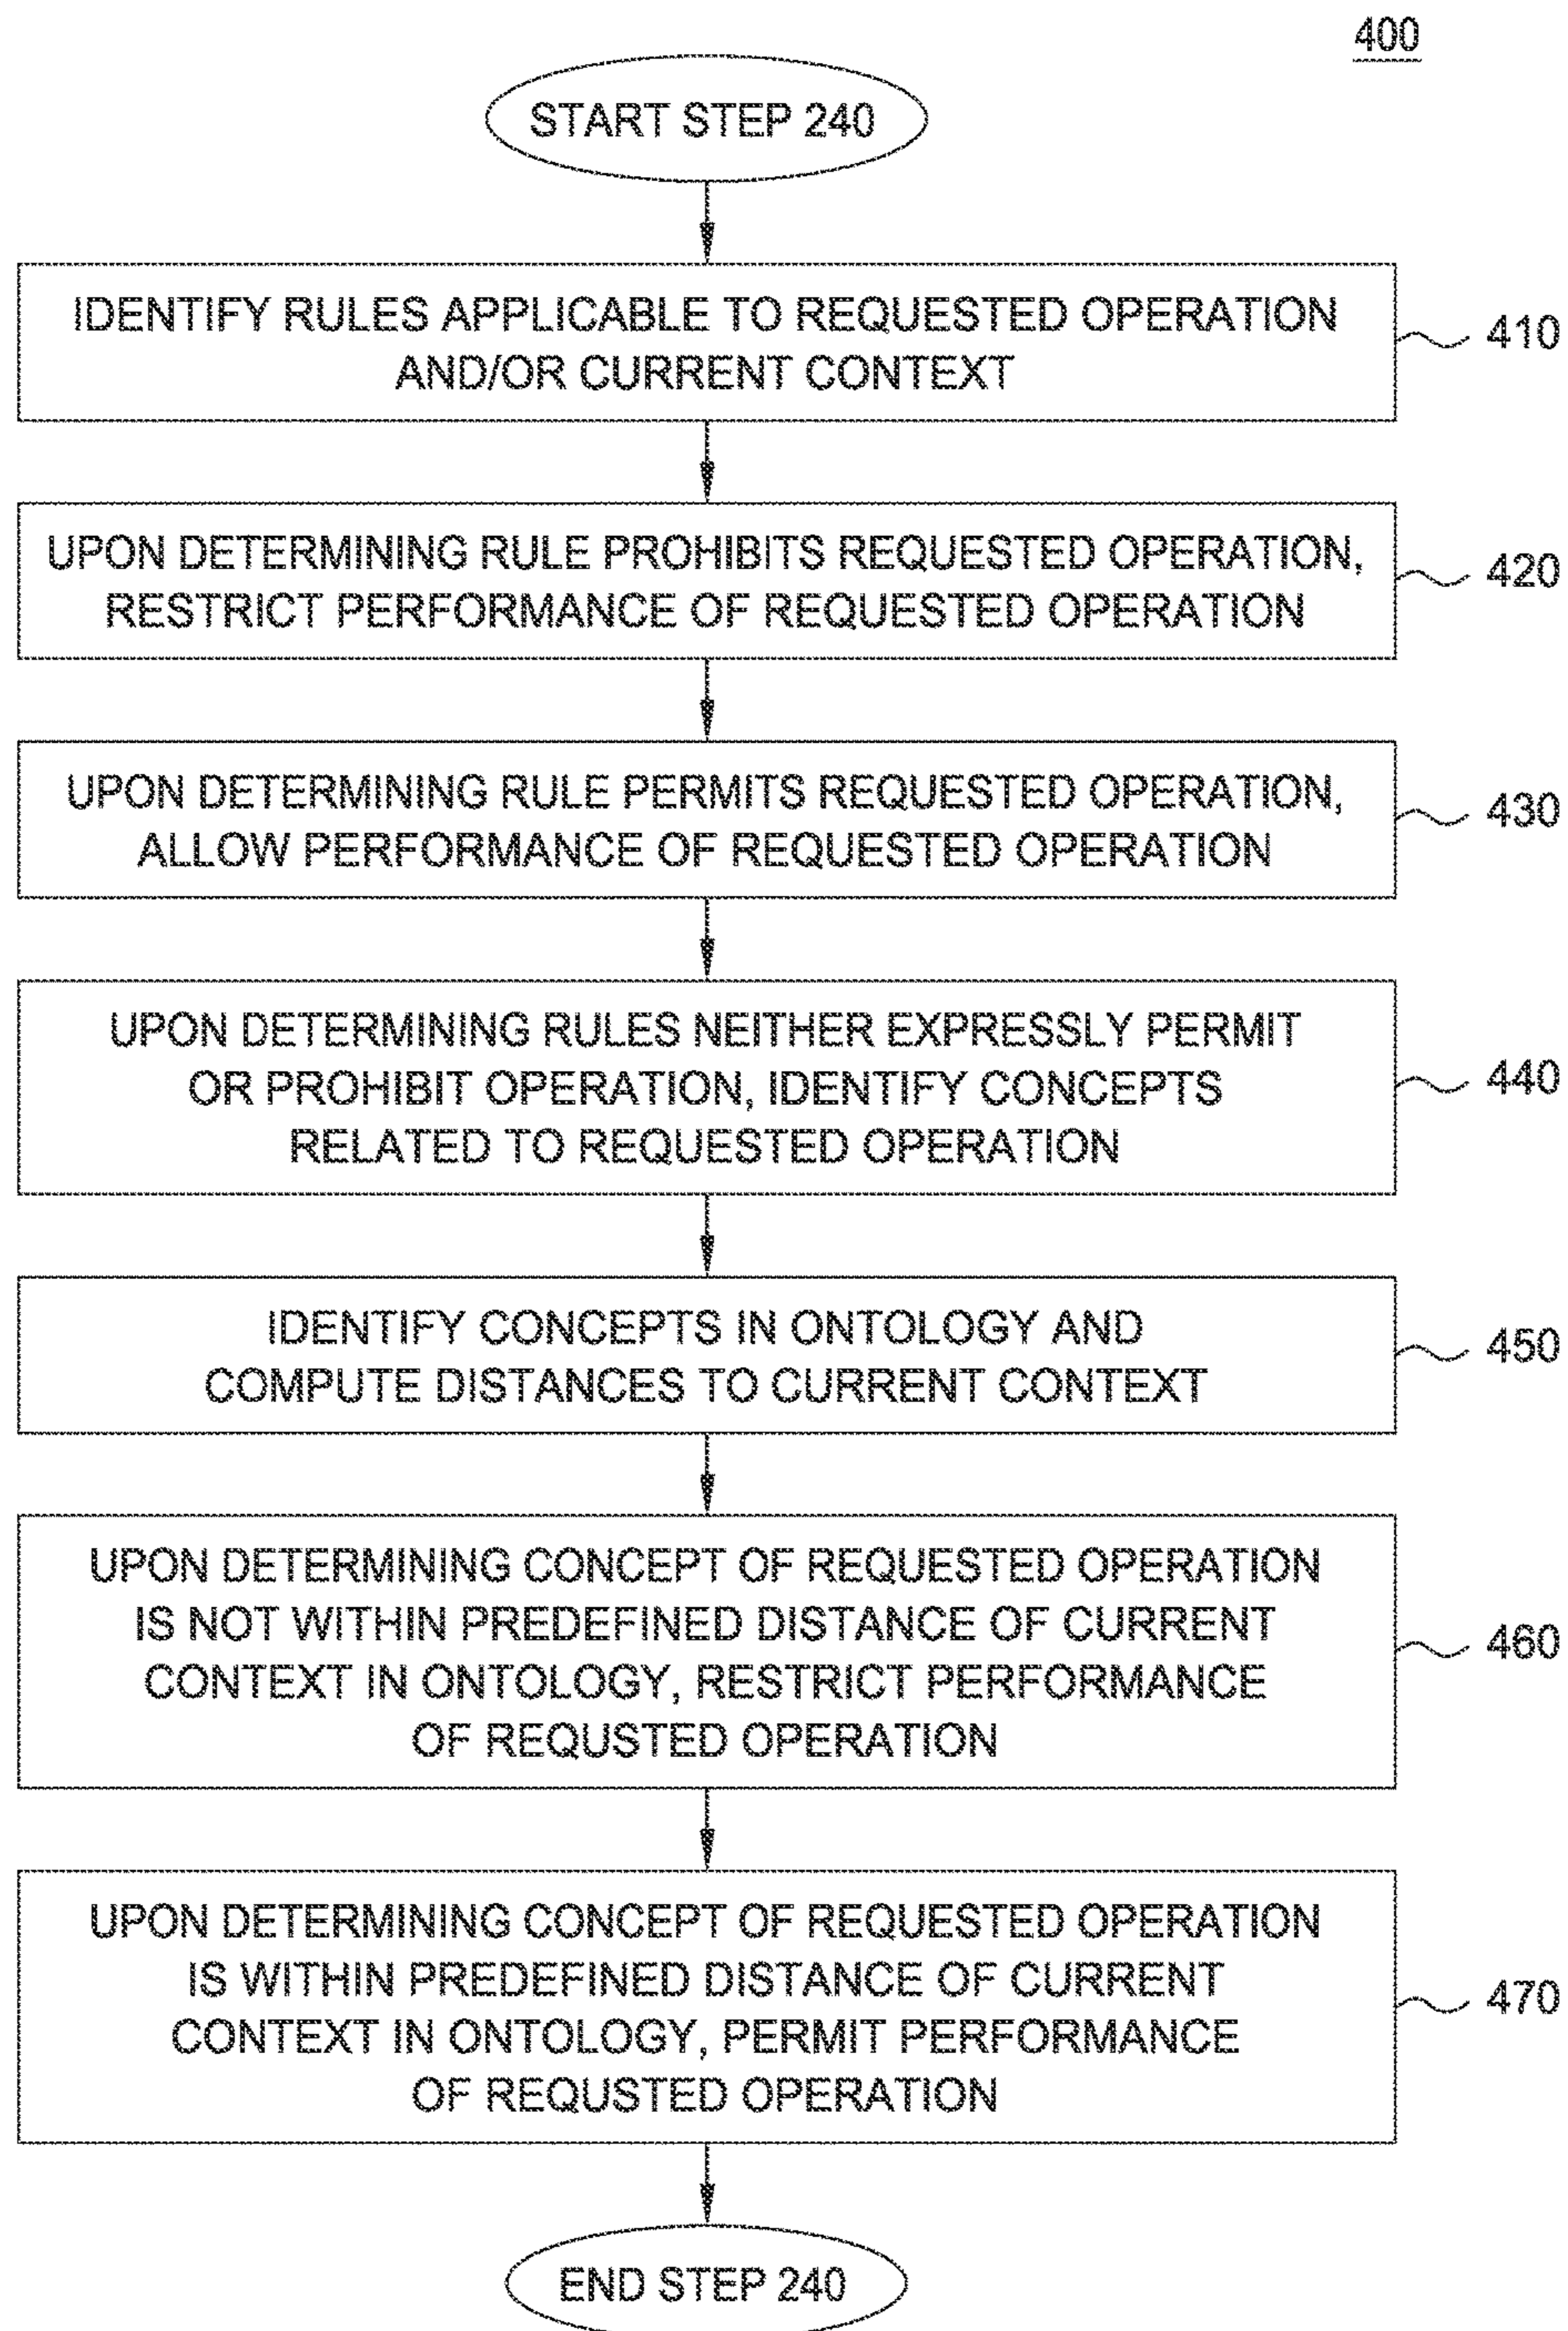 400
START STEP 240
IDENTIFY RULES APPLICABLE TO REQUESTED OPERATION
AND/OR CURRENT CONTEXT
410
UPON DETERMINING RULE PROHIBITS REQUESTED OPERATION,
RESTRICT PERFORMANCE OF REQUESTED OPERATION
420
UPON DETERMINING RULE PERMITS REQUESTED OPERATION,
ALLOW PERFORMANCE OF REQUESTED OPERATION
430
UPON DETERMINING RULES NEITHER EXPRESSLY PERMIT
OR PROHIBIT OPERATION, IDENTIFY CONCEPTS
RELATED TO REQUESTED OPERATION
440
IDENTIFY CONCEPTS IN ONTOLOGY AND
COMPUTE DISTANCES TO CURRENT CONTEXT
450
UPON DETERMINING CONCEPT OF REQUESTED OPERATION
IS NOT WITHIN PREDEFINED DISTANCE OF CURRENT
CONTEXT IN ONTOLOGY, RESTRICT PERFORMANCE
OF REQUSTED OPERATION
460
UPON DETERMINING CONCEPT OF REQUESTED OPERATION
IS WITHIN PREDEFINED DISTANCE OF CURRENT
CONTEXT IN ONTOLOGY, PERMIT PERFORMANCE
OF REQUSTED OPERATION
470
END STEP 240